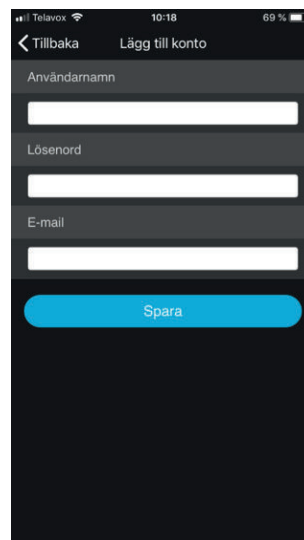 Telavox 10:18 69 %
Tillbaka Lägg till konto
Användarnamn
Lösenord
E-mail
Spara